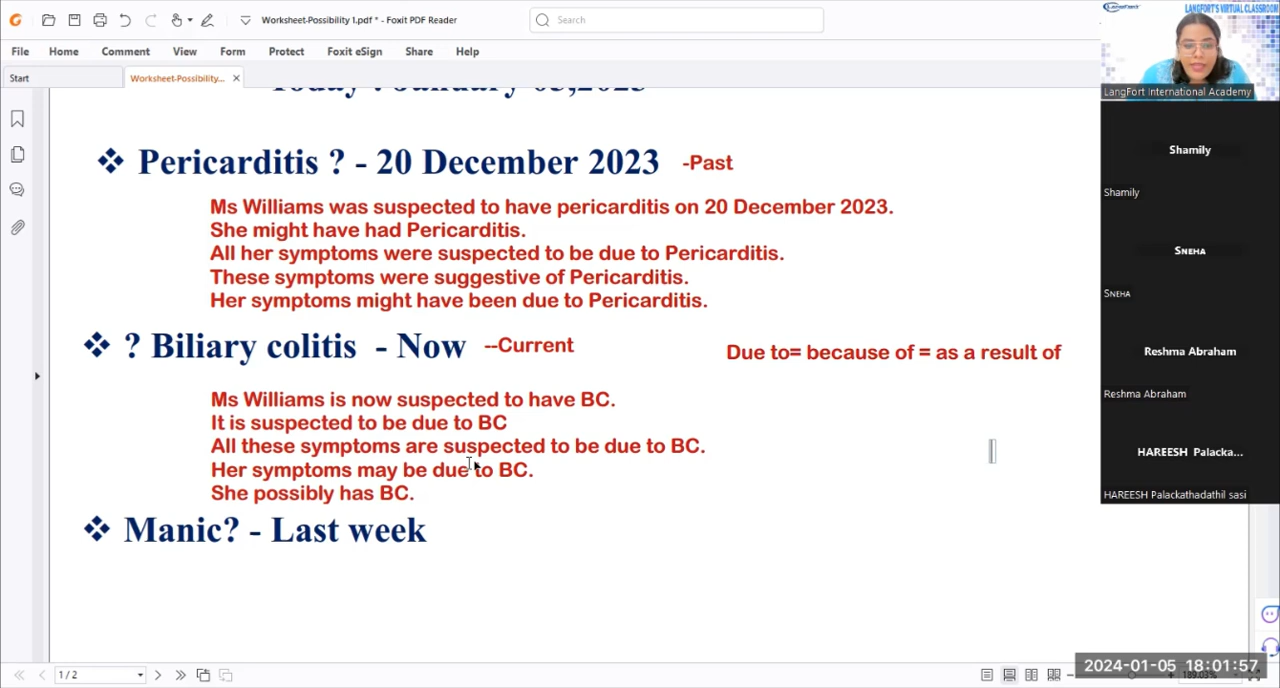 Worksheet-Possibility 1.pdf * - Foxit PDF Reader
Search
LANGFORT'S VIRTUAL CLASSROOM
File Home Comment View Form Protect Foxit eSign Share Help
Start Worksheet-Possibility...
LangFort International Academy
❖ Pericarditis ? - 20 December 2023 -Past
Ms Williams was suspected to have pericarditis on 20 December 2023.
She might have had Pericarditis.
All her symptoms were suspected to be due to Pericarditis.
These symptoms were suggestive of Pericarditis.
Her symptoms might have been due to Pericarditis.
❖ ? Biliary colitis - Now --Current
Due to= because of = as a result of
Ms Williams is now suspected to have BC.
It is suspected to be due to BC
All these symptoms are suspected to be due to BC.
Her symptoms may be due to BC.
She possibly has BC.
❖ Manic? - Last week
Shamily
Shamily
SNEHA
SNEHA
Reshma Abraham
Reshma Abraham
HAREESH Palacka...
HAREESH Palackathadathil sasi
1 / 2
2024-01-05 18:01:57